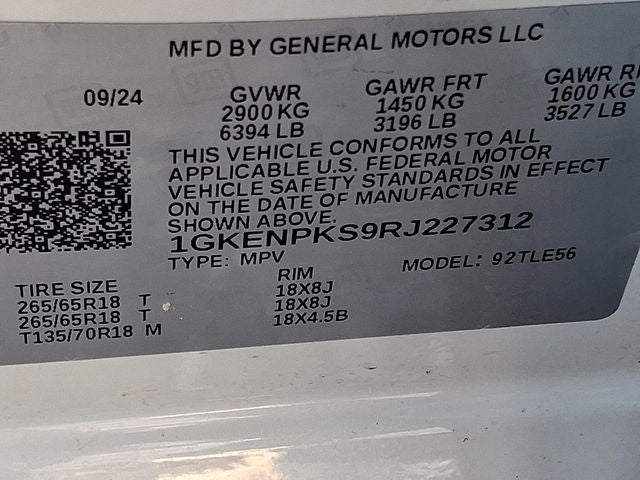 MFD BY GENERAL MOTORS LLC
09/24
GVWR GAWR FRT GAWR
2900 KG 1450 KG 1600 KG
6394 LB 3196 LB 3527 LB
THIS VEHICLE CONFORMS TO ALL
APPLICABLE U.S. FEDERAL MOTOR
VEHICLE SAFETY STANDARDS IN EFFECT
ON THE DATE OF MANUFACTURE
SHOWN ABOVE.
1GKENPKS9RJ227312
TYPE: MPV MODEL: 92TLE56
TIRE SIZE RIM
265/65R18 T 18X8J
265/65R18 T 18X8J
T135/70R18 M 18X4.5B